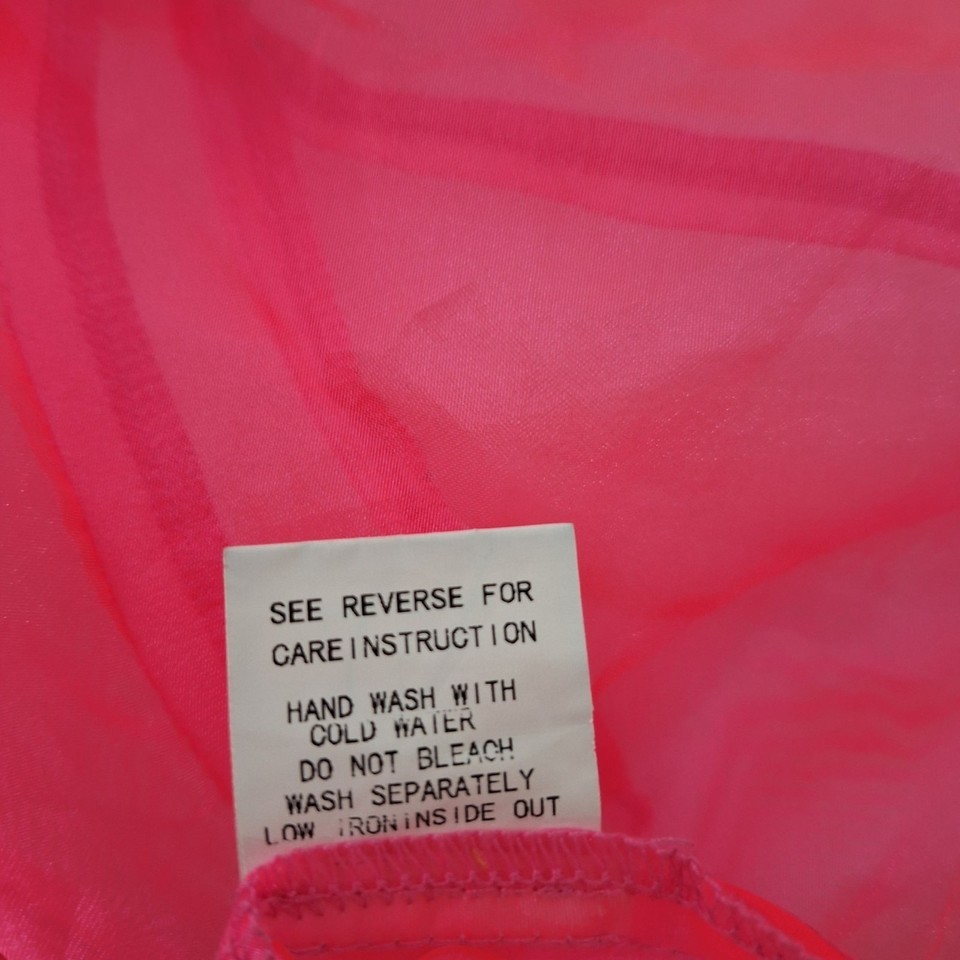 SEE REVERSE FOR
CAREINSTRUCTION
HAND WASH WITH
COLD WATER
DO NOT BLEACH
WASH SEPARATELY
LOW IRONINSIDE OUT